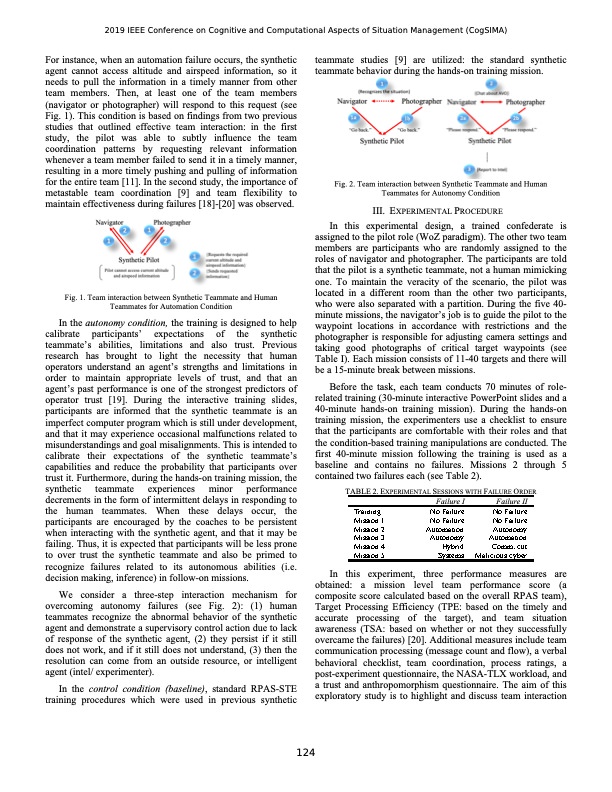 2019 IEEE Conference on Cognitive and Computational Aspects of Situation Management (CogSIMA)
For instance, when an automation failure occurs, the synthetic
agent cannot access altitude and airspeed information, so it
needs to pull the information in a timely manner from other
team members. Then, at least one of the team members
(navigator or photographer) will respond to this request (see
Fig. 1). This condition is based on findings from two previous
studies that outlined effective team interaction: in the first
study, the pilot was able to subtly influence the team
coordination patterns by requesting relevant information
whenever a team member failed to send it in a timely manner,
resulting in a more timely pushing and pulling of information
for the entire team [11]. In the second study, the importance of
metastable team coordination [9] and team flexibility to
maintain effectiveness during failures [18]-[20] was observed.
Navigator Photographer
2 2
1 1
Synthetic Pilot
[Pilot cannot access current altitude
and airspeed information]
1 [Requests the required
current altitude and
airspeed information]
2 [Sends requested
information]
Fig. 1. Team interaction between Synthetic Teammate and Human
Teammates for Automation Condition
In the autonomy condition, the training is designed to help
calibrate participants' expectations of the synthetic
teammate's abilities, limitations and also trust. Previous
research has brought to light the necessity that human
operators understand an agent's strengths and limitations in
order to maintain appropriate levels of trust, and that an
agent's past performance is one of the strongest predictors of
operator trust [19]. During the interactive training slides,
participants are informed that the synthetic teammate is an
imperfect computer program which is still under development,
and that it may experience occasional malfunctions related to
misunderstandings and goal misalignments. This is intended to
calibrate their expectations of the synthetic teammate's
capabilities and reduce the probability that participants over
trust it. Furthermore, during the hands-on training mission, the
synthetic teammate experiences minor performance
decrements in the form of intermittent delays in responding to
the human teammates. When these delays occur, the
participants are encouraged by the coaches to be persistent
when interacting with the synthetic agent, and that it may be
failing. Thus, it is expected that participants will be less prone
to over trust the synthetic teammate and also be primed to
recognize failures related to its autonomous abilities (i.e.
decision making, inference) in follow-on missions.
We consider a three-step interaction mechanism for
overcoming autonomy failures (see Fig. 2): (1) human
teammates recognize the abnormal behavior of the synthetic
agent and demonstrate a supervisory control action due to lack
of response of the synthetic agent, (2) they persist if it still
does not work, and if it still does not understand, (3) then the
resolution can come from an outside resource, or intelligent
agent (intel/ experimenter).
In the control condition (baseline), standard RPAS-STE
training procedures which were used in previous synthetic
teammate studies [9] are utilized: the standard synthetic
teammate behavior during the hands-on training mission.
1 2
(Recognizes the situation)
Navigator Photographer Navigator Photographer
"Go back." "Go back." "Please respond." "Please respond."
Synthetic Pilot Synthetic Pilot
3
Fig. 2. Team interaction between Synthetic Teammate and Human
Teammates for Autonomy Condition
III. EXPERIMENTAL PROCEDURE
In this experimental design, a trained confederate is
assigned to the pilot role (WoZ paradigm). The other two team
members are participants who are randomly assigned to the
roles of navigator and photographer. The participants are told
that the pilot is a synthetic teammate, not a human mimicking
one. To maintain the veracity of the scenario, the pilot was
located in a different room than the other two participants,
who were also separated with a partition. During the five 40-
minute missions, the navigator's job is to guide the pilot to the
waypoint locations in accordance with restrictions and the
photographer is responsible for adjusting camera settings and
taking good photographs of critical target waypoints (see
Table I). Each mission consists of 11-40 targets and there will
be a 15-minute break between missions.
Before the task, each team conducts 70 minutes of role-
related training (30-minute interactive PowerPoint slides and a
40-minute hands-on training mission). During the hands-on
training mission, the experimenters use a checklist to ensure
that the participants are comfortable with their roles and that
the condition-based training manipulations are conducted. The
first 40-minute mission following the training is used as a
baseline and contains no failures. Missions 2 through 5
contained two failures each (see Table 2).
TABLE 2. EXPERIMENTAL SESSIONS WITH FAILURE ORDER
Failure I Failure II
Training No Failure No Failure
Mission 1 No Failure No Failure
Mission 2 Automation Autonomy
Mission 3 Autonomy Automation
Mission 4 Hybrid Comm. cut
Mission 5 Systems Malicious cyber
In this experiment, three performance measures are
obtained: a mission level team performance score (a
composite score calculated based on the overall RPAS team),
Target Processing Efficiency (TPE: based on the timely and
accurate processing of the target), and team situation
awareness (TSA: based on whether or not they successfully
overcame the failures) [20]. Additional measures include team
communication processing (message count and flow), a verbal
behavioral checklist, team coordination, process ratings, a
post-experiment questionnaire, the NASA-TLX workload, and
a trust and anthropomorphism questionnaire. The aim of this
exploratory study is to highlight and discuss team interaction
124